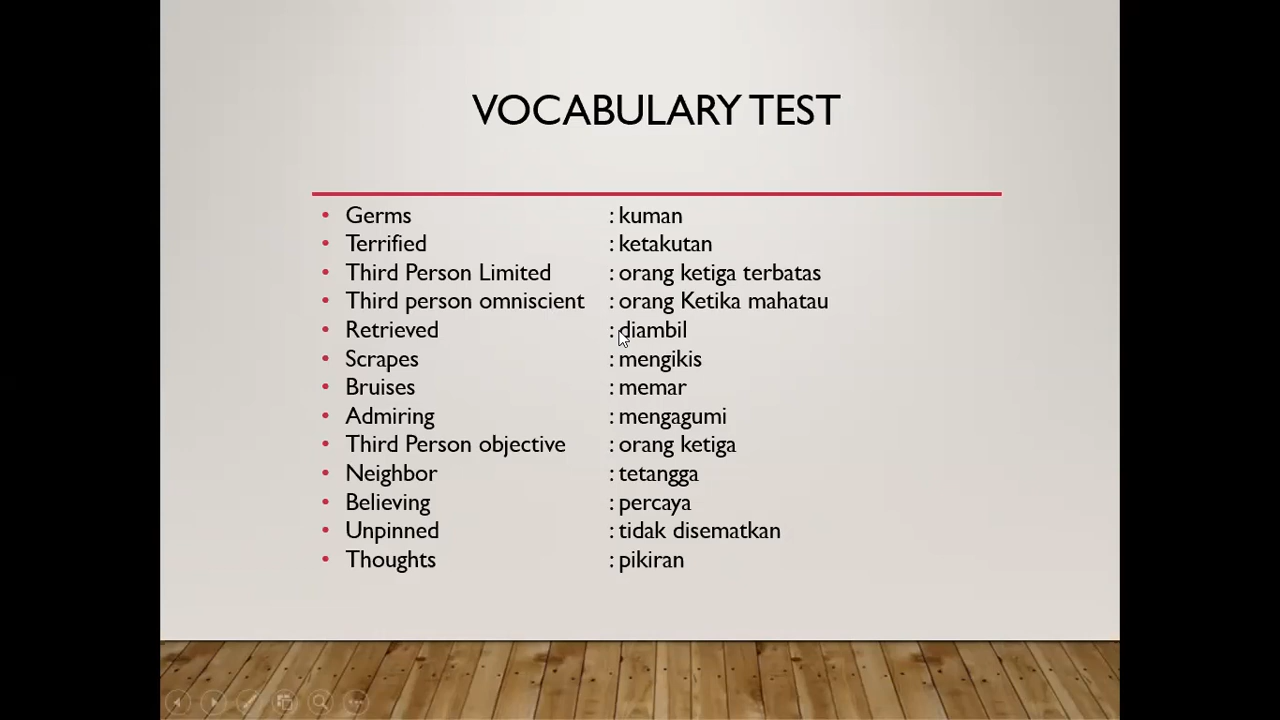 VOCABULARY TEST
• Germs : kuman
• Terrified : ketakutan
• Third Person Limited : orang ketiga terbatas
• Third person omniscient : orang Ketika mahatau
• Retrieved : diambil
• Scrapes : mengikis
• Bruises : memar
• Admiring : mengagumi
• Third Person objective : orang ketiga
• Neighbor : tetangga
• Believing : percaya
• Unpinned : tidak disematkan
• Thoughts : pikiran